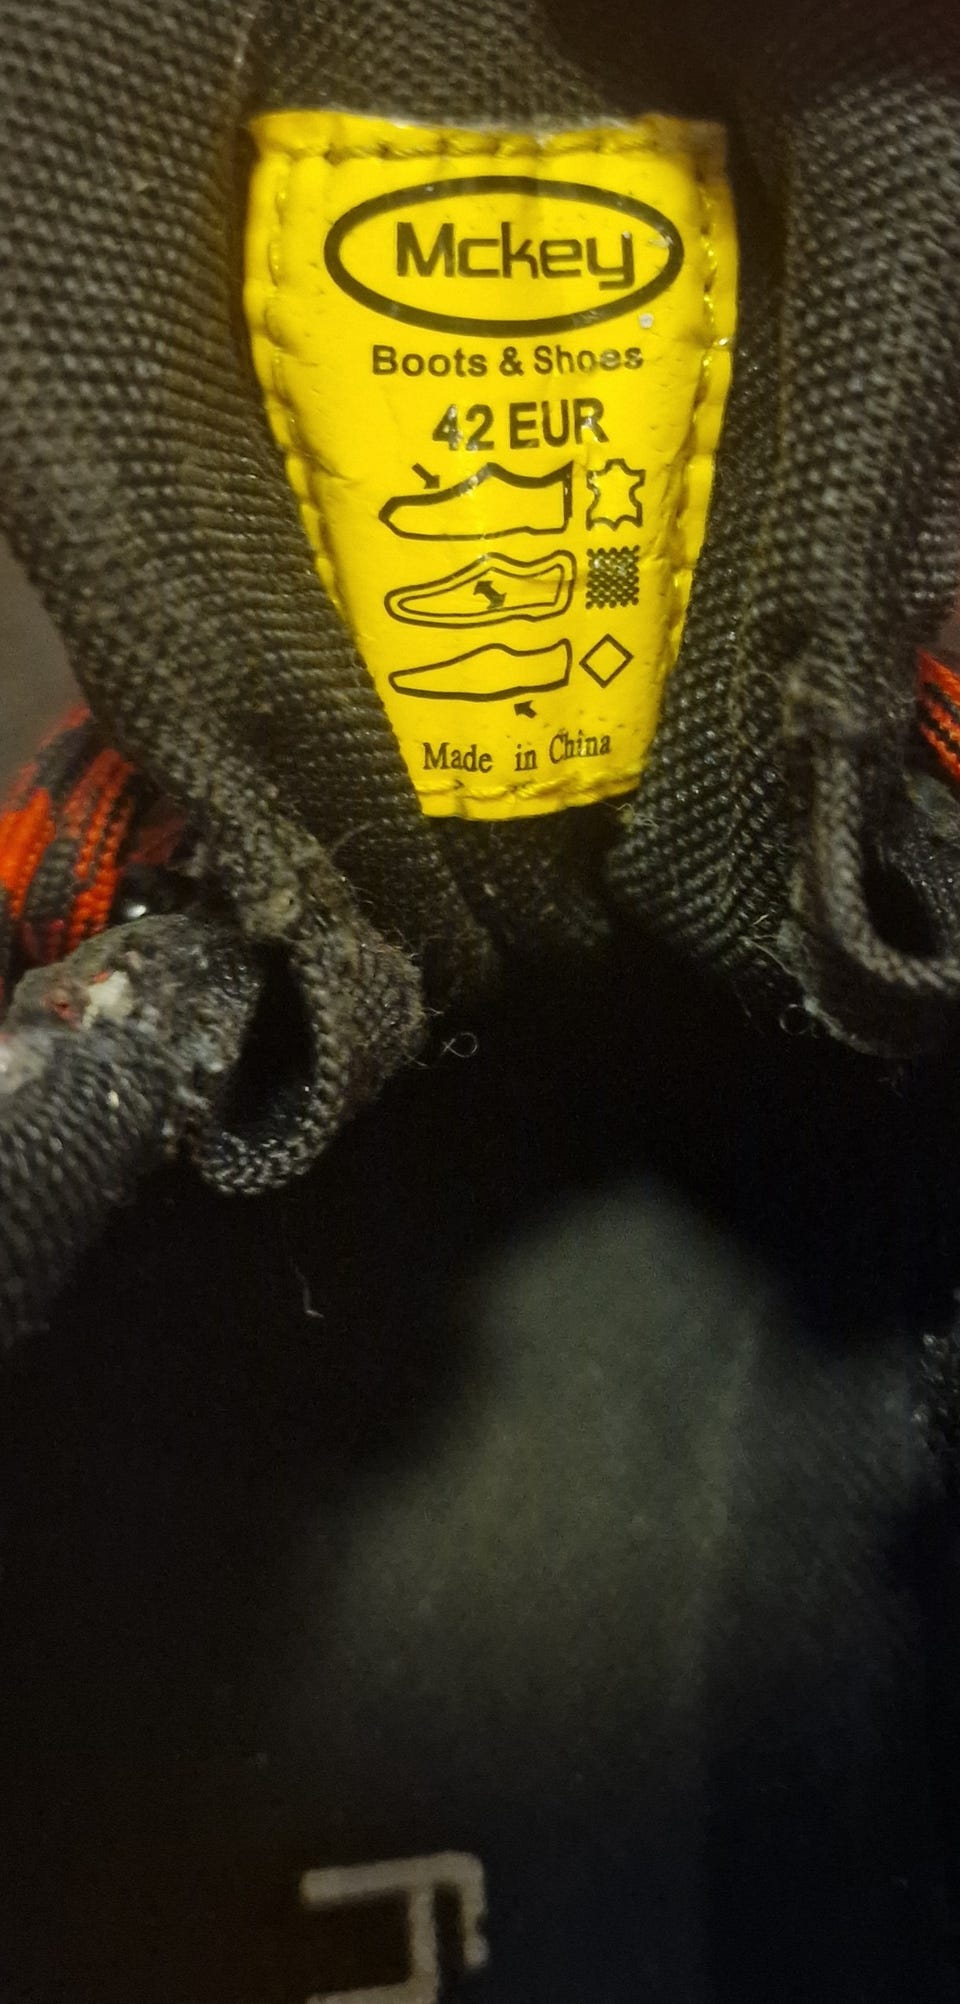 Mckey
Boots & Shoes
42 EUR
Made in China